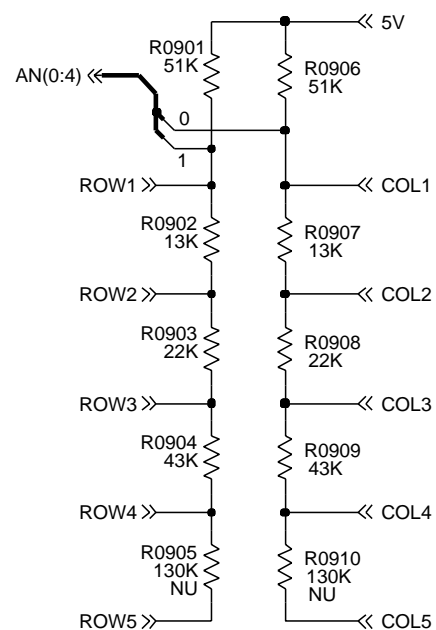 5V
R0901
51K
R0906
51K
AN(0:4)
0
1
ROW1
COL1
R0902
13K
R0907
13K
ROW2
COL2
R0903
22K
R0908
22K
ROW3
COL3
R0904
43K
R0909
43K
ROW4
COL4
R0905
130K
NU
R0910
130K
NU
ROW5
COL5